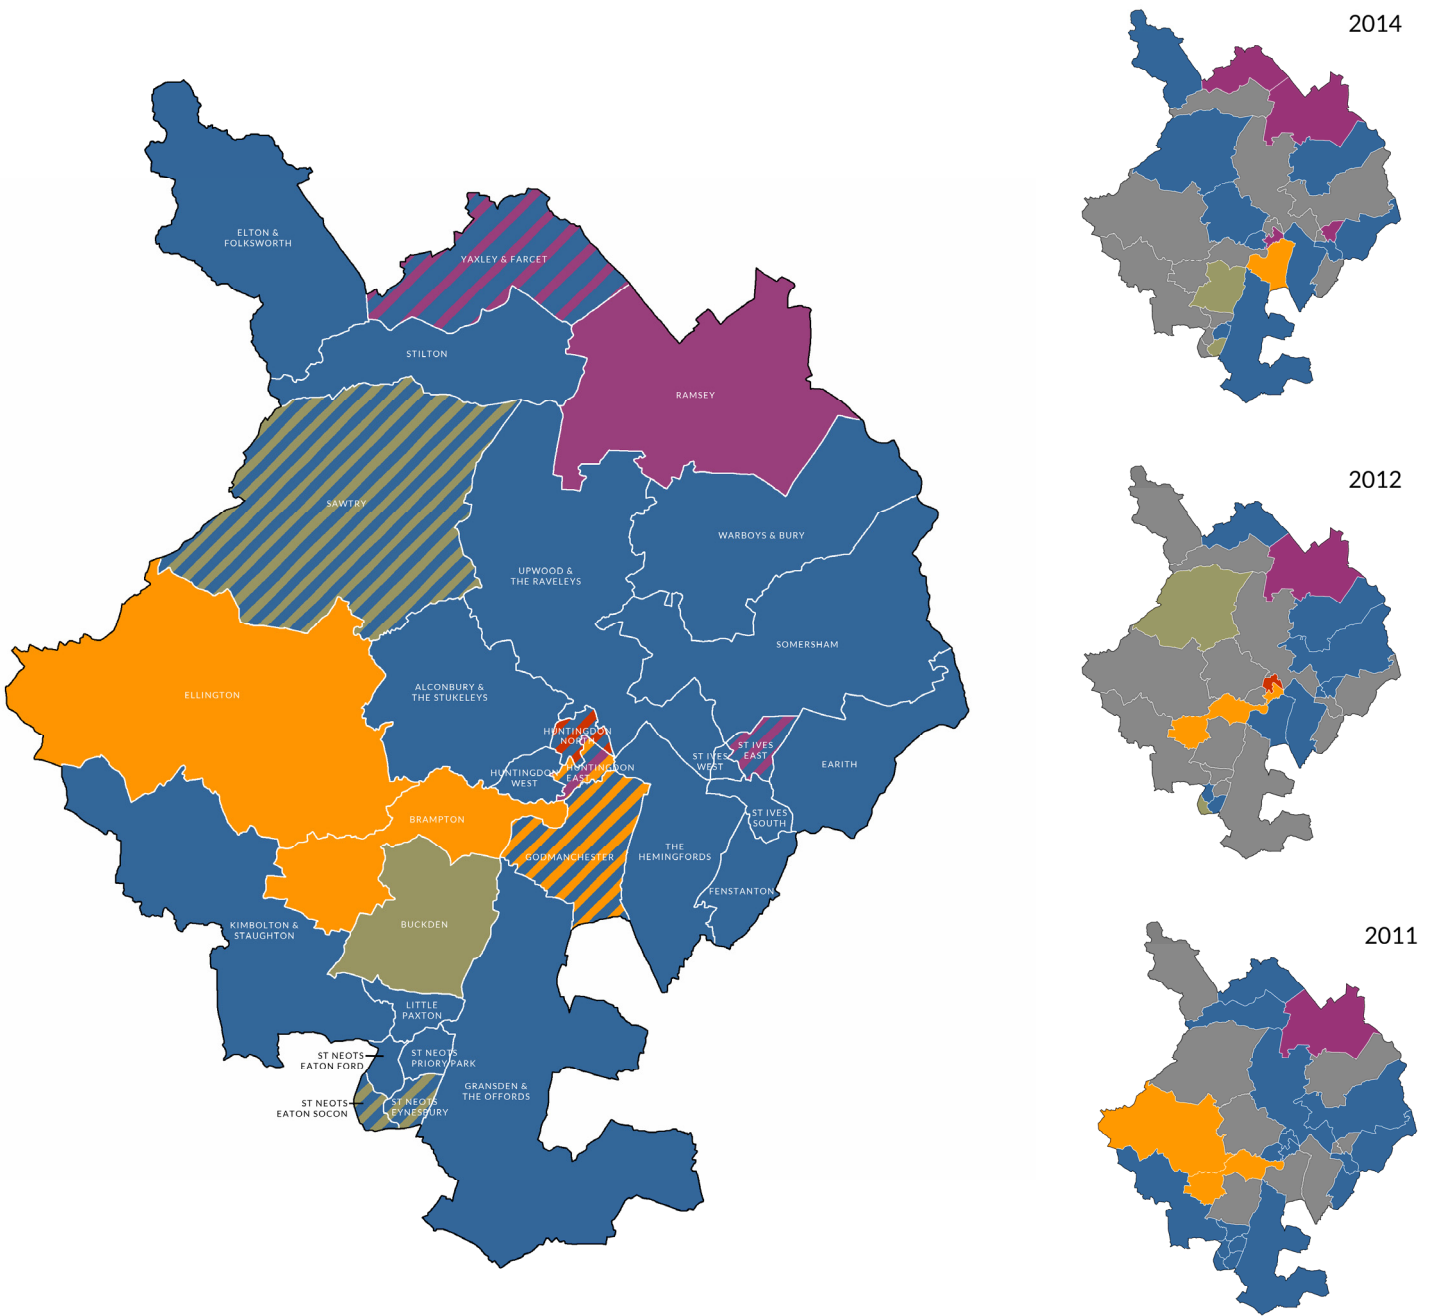 2014
ELTON &
FOLKSWORTH
YAXLEY & FARCET
STILTON
RAMSEY
SAWTRY
2012
WARBOYS & BURY
UPWOOD &
THE RAVELEYS
SOMERSHAM
ELLINGTON
ALCONBURY &
THE STUKELEYS
HUNTINGDON
NORTH
ST IVES
EAST
ST IVES
WEST
EARITH
HUNTINGDON
EAST
HUNTINGDON
WEST
BRAMPTON
ST IVES
SOUTH
GODMANCHESTER
THE
HEMINGFORDS
FENSTANTON
BUCKDEN
KIMBOLTON &
STAUGHTON
2011
LITTLE
PAXTON
ST NEOTS
EATON FORD
ST NEOTS
PRIORY PARK
GRANSDEN &
THE OFFORDS
ST NEOTS
EATON SOCON
ST NEOTS
EYNESBURY